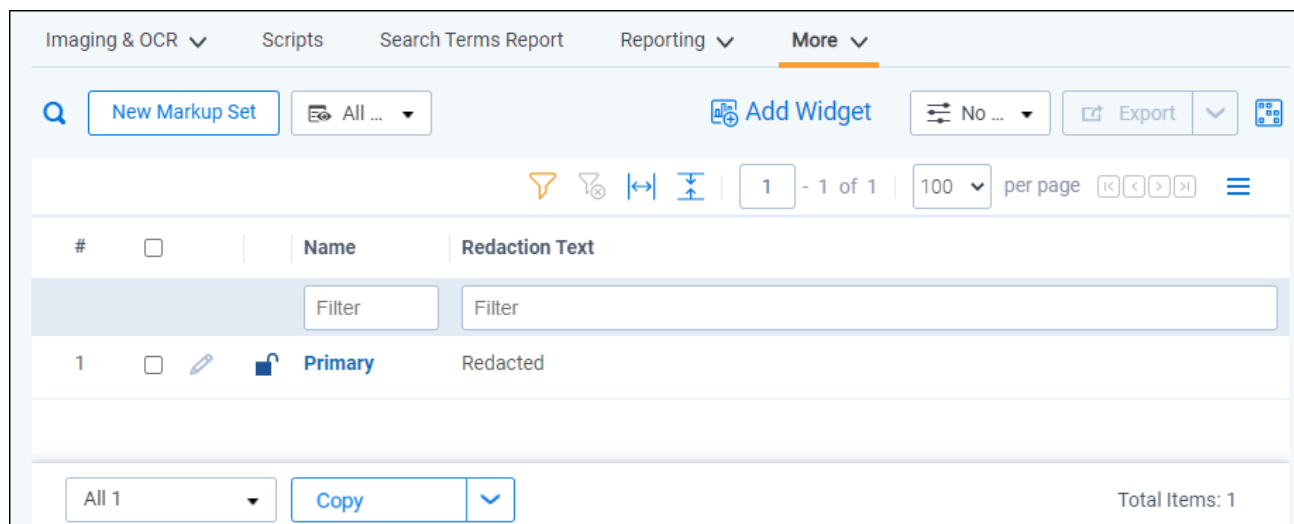 Imaging & OCR Scripts Search Terms Report Reporting More
New Markup Set All ... Add Widget No ... Export
1 - 1 of 1 100 per page
# Name Redaction Text
Filter Filter
1 Primary Redacted
All 1 Copy Total Items: 1